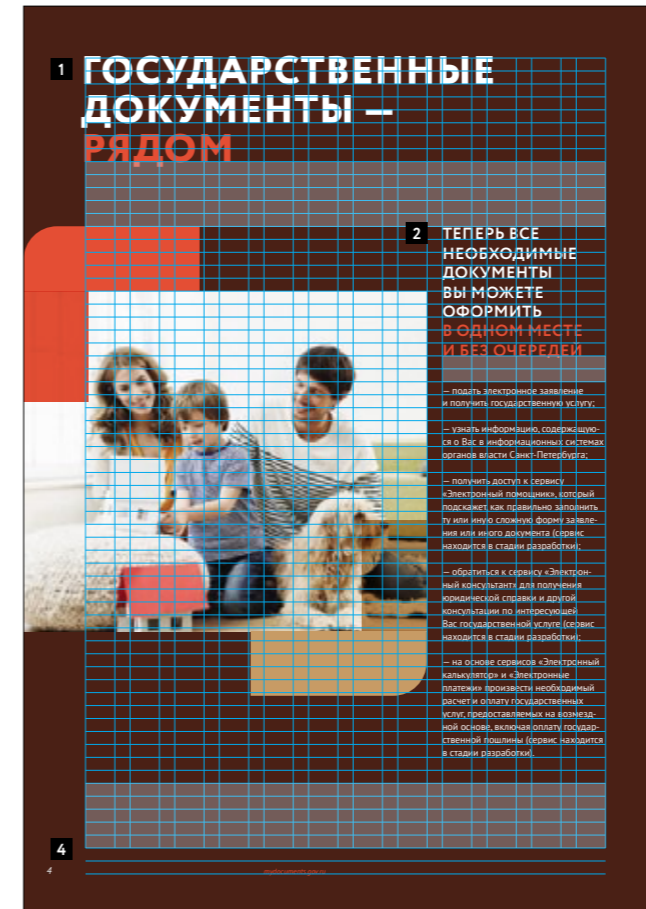 1
ГОСУДАРСТВЕННЫЕ
ДОКУМЕНТЫ —
РЯДОМ
2
ТЕПЕРЬ ВСЕ
НЕОБХОДИМЫЕ
ДОКУМЕНТЫ
ВЫ МОЖЕТЕ
ОФОРМИТЬ
В ОДНОМ МЕСТЕ
И БЕЗ ОЧЕРЕДЕЙ
— подать электронное заявление
и получить государственную услугу;
— узнать информацию, содержащую-
ся о Вас в информационных системах
органов власти Санкт-Петербурга;
— получить доступ к сервису
«Электронный помощник», который
подскажет, как правильно заполнить
ту или иную сложную форму заявле-
ния или иного документа (сервис
находится в стадии разработки);
— обратиться к сервису «Электрон-
ный консультант» для получения
юридической справки и другой
консультации по интересующей
Вас государственной услуге (сервис
находится в стадии разработки);
— на основе сервисов «Электронный
калькулятор» и «Электронные
платежи» произвести необходимый
расчет и оплату государственных
услуг, предоставляемых на возмезд-
ной основе, включая оплату государ-
ственной пошлины (сервис находится
в стадии разработки).
4
4
mydocuments.gov.ru